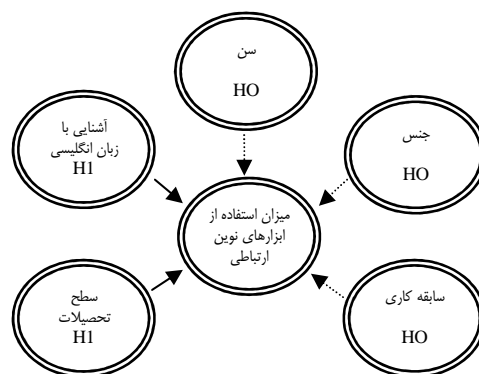 سن
HO
آشنایی با
زبان انگلیسی
H1
جنس
HO
میزان استفاده از
ابزارهای نوین
ارتباطی
سطح
تحصیلات
H1
سابقه کاری
HO